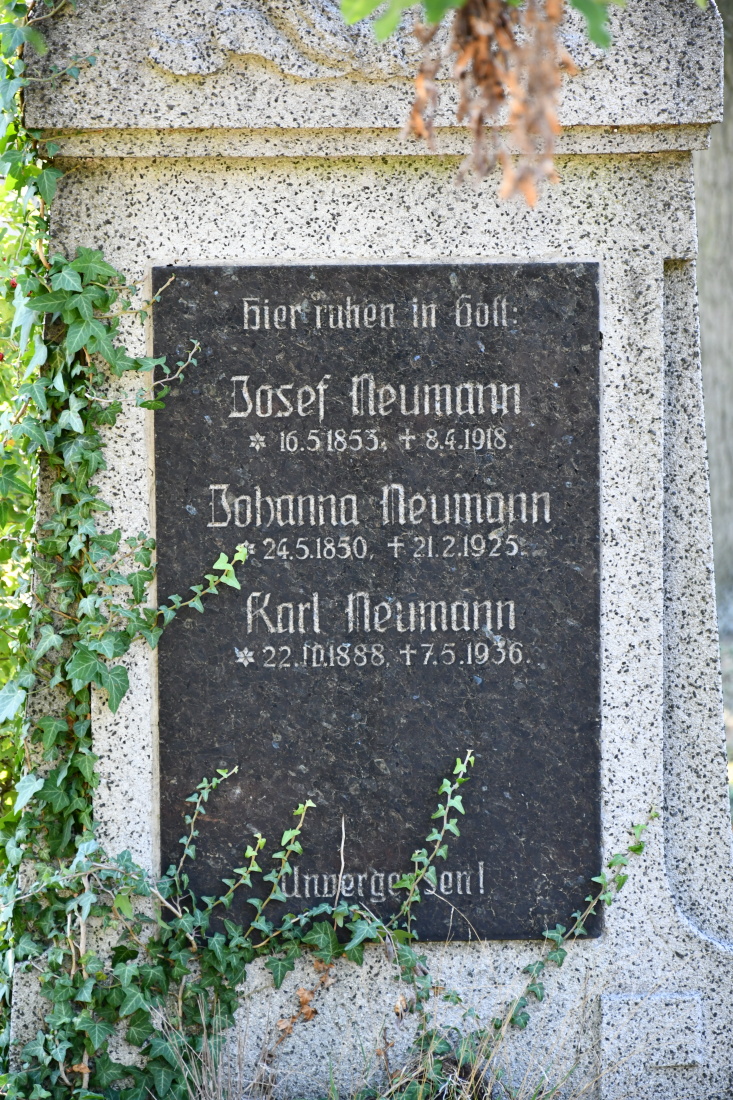 Hier ruhen in Gott:
Josef Neumann
* 16.5.1853, † 8.4.1918.
Johanna Neumann
* 24.5.1850, † 21.2.1925.
Karl Neumann
* 22.10.1888. † 7.5.1936.
Unvergessen!